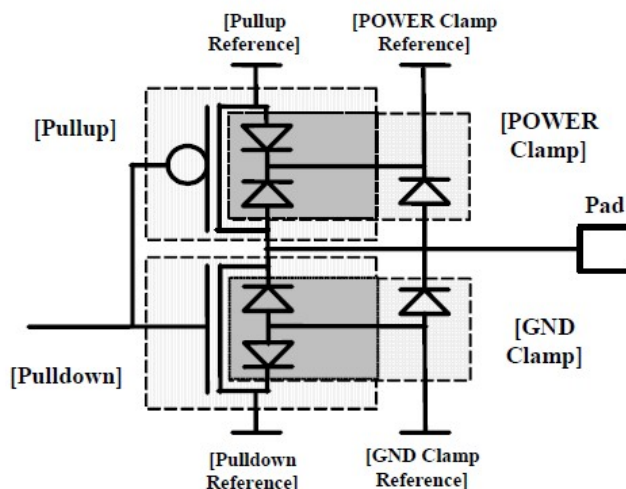 [Pullup
Reference]
[POWER Clamp
Reference]
[Pullup]
[POWER
Clamp]
Pad
[GND
Clamp]
[Pulldown]
[Pulldown
Reference]
[GND Clamp
Reference]